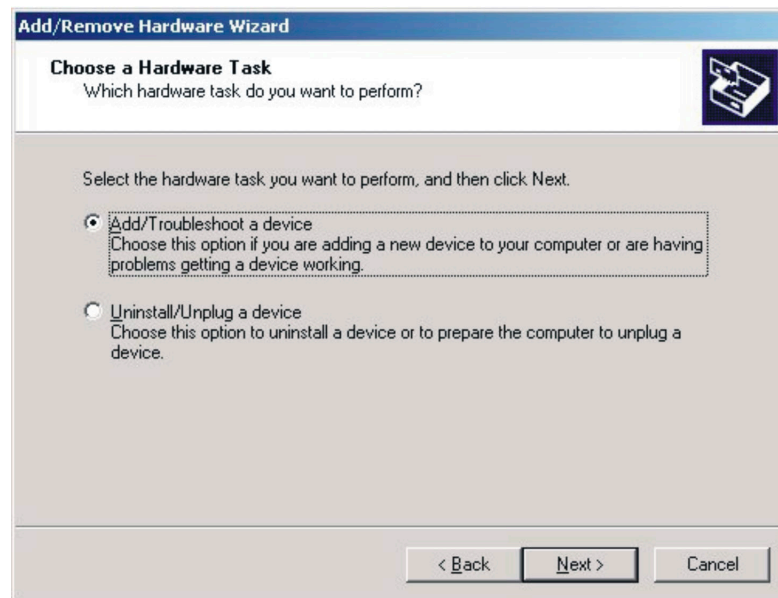 Add/Remove Hardware Wizard
Choose a Hardware Task
Which hardware task do you want to perform?
Select the hardware task you want to perform, and then click Next.
Add/Troubleshoot a device
Choose this option if you are adding a new device to your computer or are having
problems getting a device working.
Uninstall/Unplug a device
Choose this option to uninstall a device or to prepare the computer to unplug a
device.
< Back Next > Cancel